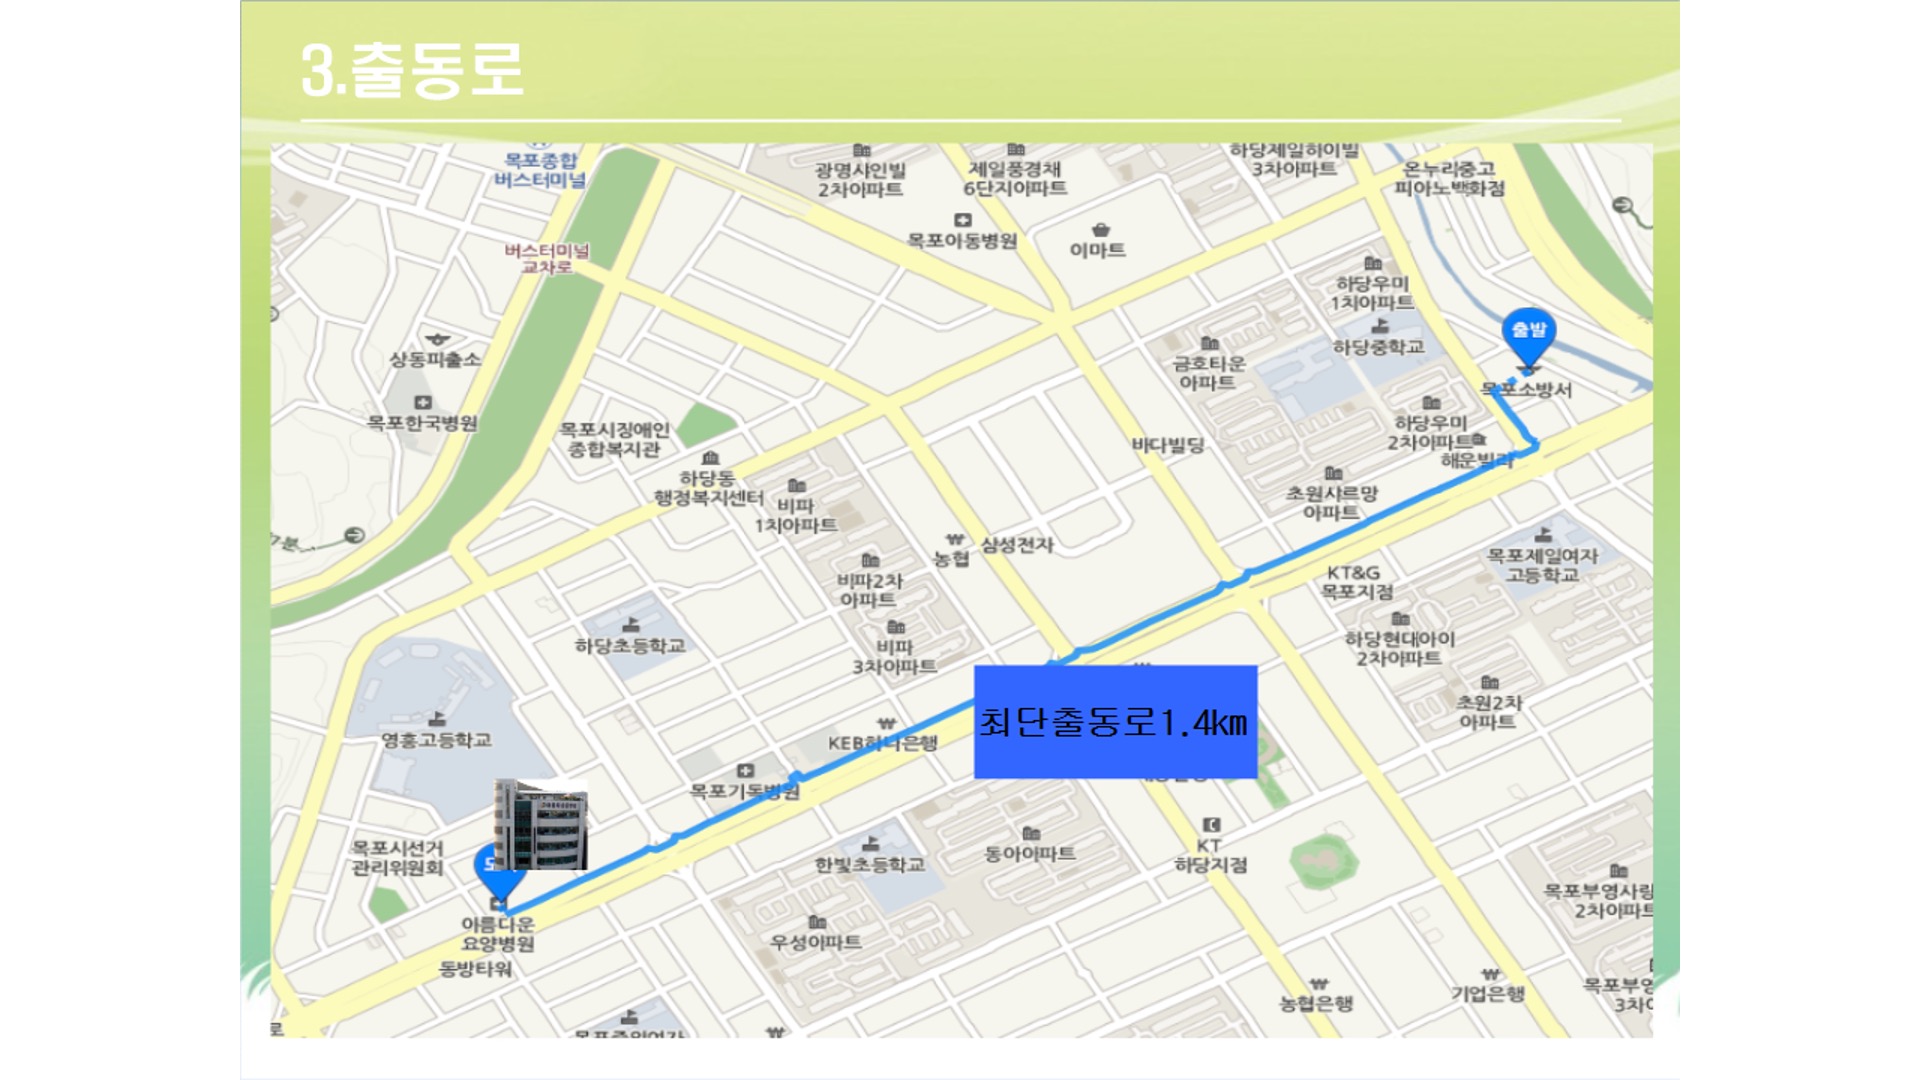 3.출동로
목포종합
버스터미널
광명샤인빌
2차아파트
제일풍경채
6단지아파트
하당제일하이빌
3차아파트
온누리중고
피아노백화점
목포아동병원
이마트
버스터미널
교차로
하당우미
1차아파트
출발
상동파출소
금호타운
아파트
하당중학교
목포소방서
목포한국병원
목포시장애인
종합복지관
하당우미
2차아파트
바다빌딩
해운빌라
하당동
행정복지센터
비파
1차아파트
초원샤르망
아파트
농협
삼성전자
목포제일여자
고등학교
비파2차
아파트
KT&G
목포지점
하당초등학교
비파
3차아파트
하당현대아이
2차아파트
최단출동로1.4km
초원2차
아파트
영흥고등학교
KEB하나은행
목포기독병원
목포시선거
관리위원회
한빛초등학교
동아아파트
KT
하당지점
목포부영사랑
2차아파트
아름다운
요양병원
우성아파트
동방타워
농협은행
기업은행
목포부영
3차